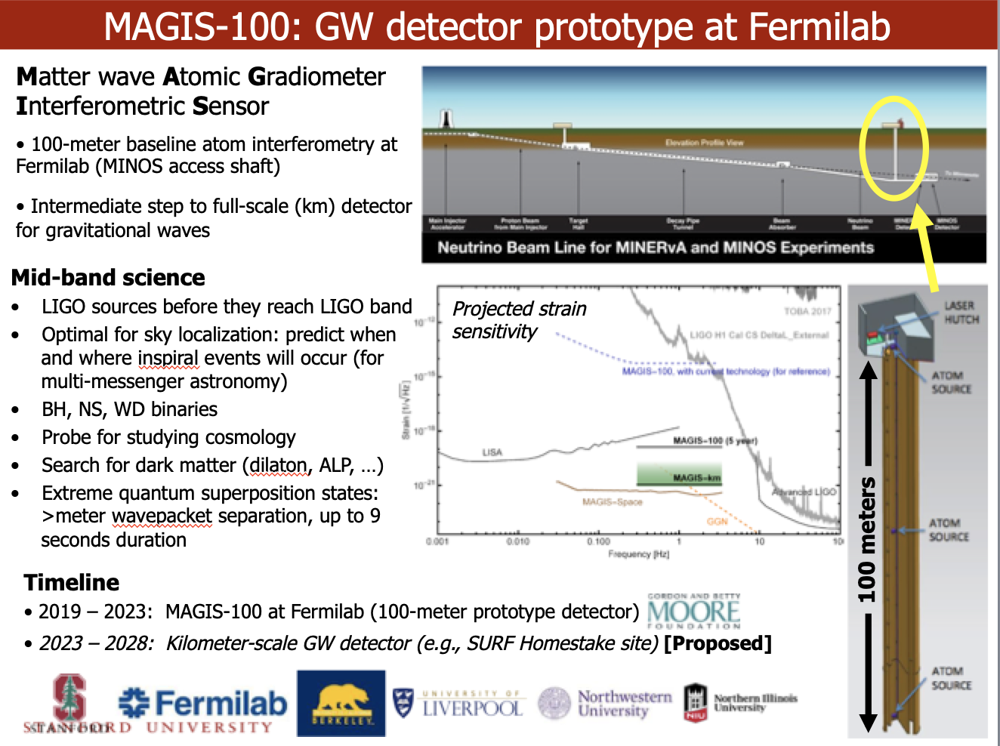 MAGIS-100: GW detector prototype at Fermilab
Matter wave Atomic Gradiometer
Interferometric Sensor
• 100-meter baseline atom interferometry at
Fermilab (MINOS access shaft)
• Intermediate step to full-scale (km) detector
for gravitational waves
Elevation Profile View
To Minnesota
Main Injector
Accelerator
Proton Beam
from Main Injector
Target
Hall
Decay Pipe
Tunnel
Beam
Absorber
Neutrino
Beam
MINER
Detec
MINOS
Detector
Neutrino Beam Line for MINERvA and MINOS Experiments
Mid-band science
• LIGO sources before they reach LIGO band
• Optimal for sky localization: predict when
and where inspiral events will occur (for
multi-messenger astronomy)
• BH, NS, WD binaries
• Probe for studying cosmology
• Search for dark matter (dilaton, ALP, …)
• Extreme quantum superposition states:
>meter wavepacket separation, up to 9
seconds duration
Projected strain
sensitivity
TOBA 2017
LIGO H1 Cal CS DeltaL_External
MAGIS-100, with current technology (for reference)
MAGIS-100 (5 year)
LISA
MAGIS-km
MAGIS-Space
Advanced LIGO
GGN
Strain [1/√Hz]
10⁻¹²
10⁻¹⁵
10⁻¹⁸
10⁻²¹
0.001 0.010 0.100 1 10 10
Frequency [Hz]
LASER
HUTCH
ATOM
SOURCE
100 meters
ATOM
SOURCE
ATOM
SOURCE
Timeline
• 2019 – 2023: MAGIS-100 at Fermilab (100-meter prototype detector)
GORDON AND BETTY
MOORE
FOUNDATION
• 2023 – 2028: Kilometer-scale GW detector (e.g., SURF Homestake site) [Proposed]
S
STANFORD
STANFORD UNIVERSITY
Fermilab
BERKELEY
UNIVERSITY OF
LIVERPOOL
Northwestern
University
NIU
Northern Illinois
University